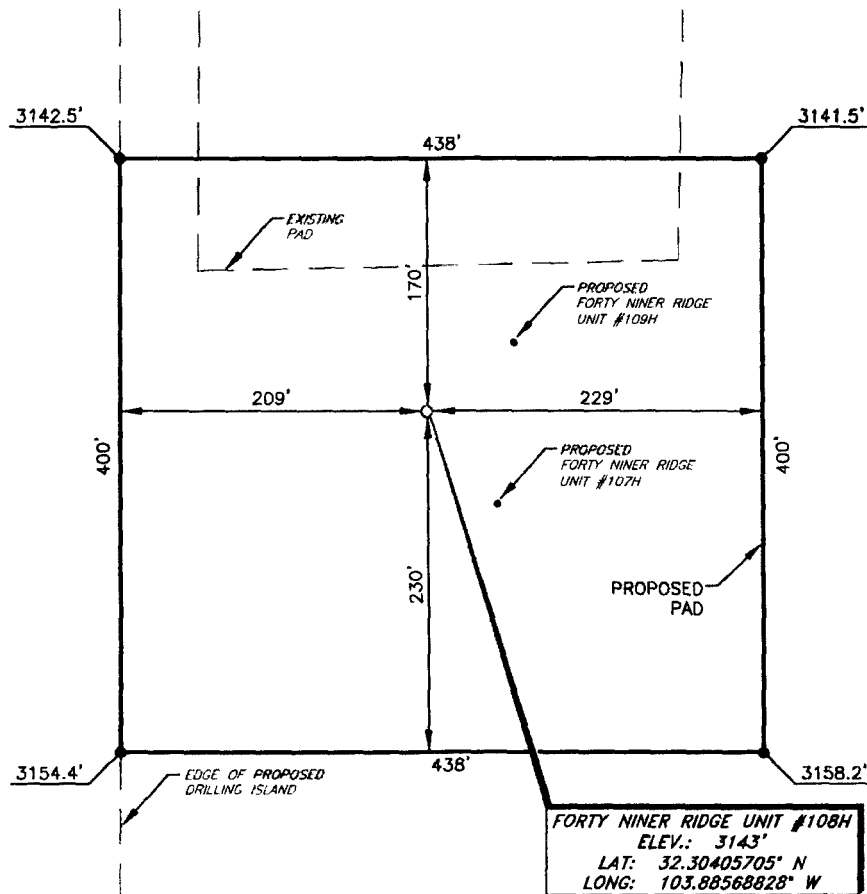 3142.5'
438'
3141.5'
EXISTING
PAD
170'
PROPOSED
FORTY NINER RIDGE
UNIT #109H
209'
229'
400'
400'
PROPOSED
FORTY NINER RIDGE
UNIT #107H
230'
PROPOSED
PAD
3154.4'
EDGE OF PROPOSED
DRILLING ISLAND
438'
3158.2'
FORTY NINER RIDGE UNIT #108H
ELEV.: 3143'
LAT: 32.30405705° N
LONG: 103.88568828° W